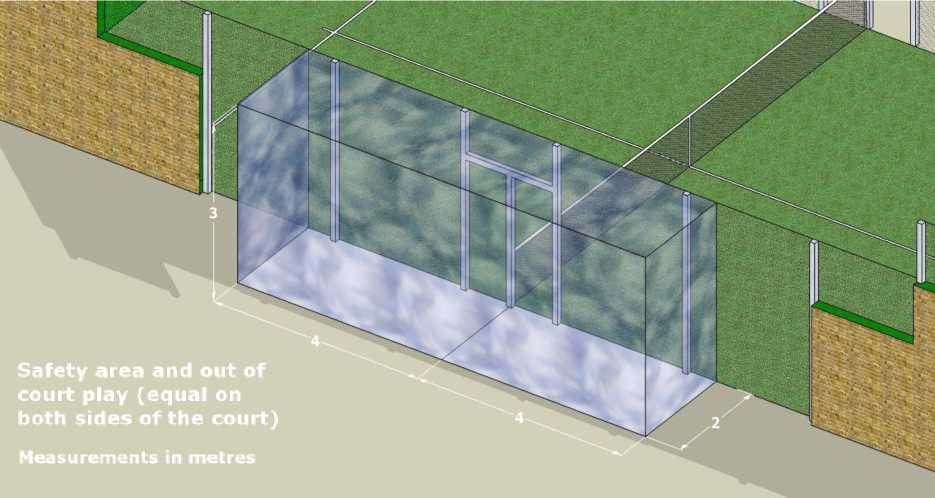 3
4
4
2
Safety area and out of
court play (equal on
both sides of the court)
Measurements in metres